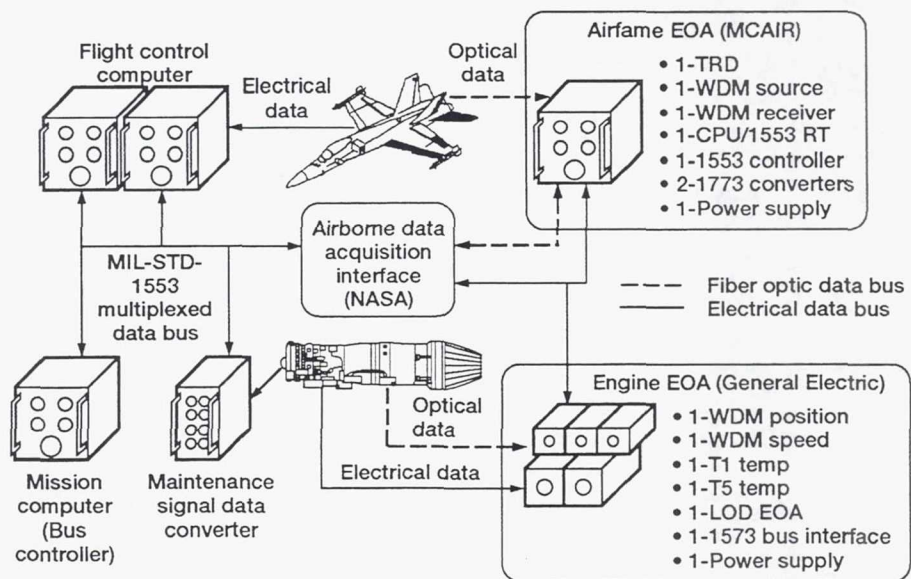 Flight control
computer
Electrical
data
Optical
data
Airfame EOA (MCAIR)
• 1-TRD
• 1-WDM source
• 1-WDM receiver
• 1-CPU/1553 RT
• 1-1553 controller
• 2-1773 converters
• 1-Power supply
MIL-STD-
1553
multiplexed
data bus
Airborne data
acquisition
interface
(NASA)
Fiber optic data bus
Electrical data bus
Mission
computer
(Bus
controller)
Maintenance
signal data
converter
Optical
data
Electrical data
Engine EOA (General Electric)
• 1-WDM position
• 1-WDM speed
• 1-T1 temp
• 1-T5 temp
• 1-LOD EOA
• 1-1573 bus interface
• 1-Power supply